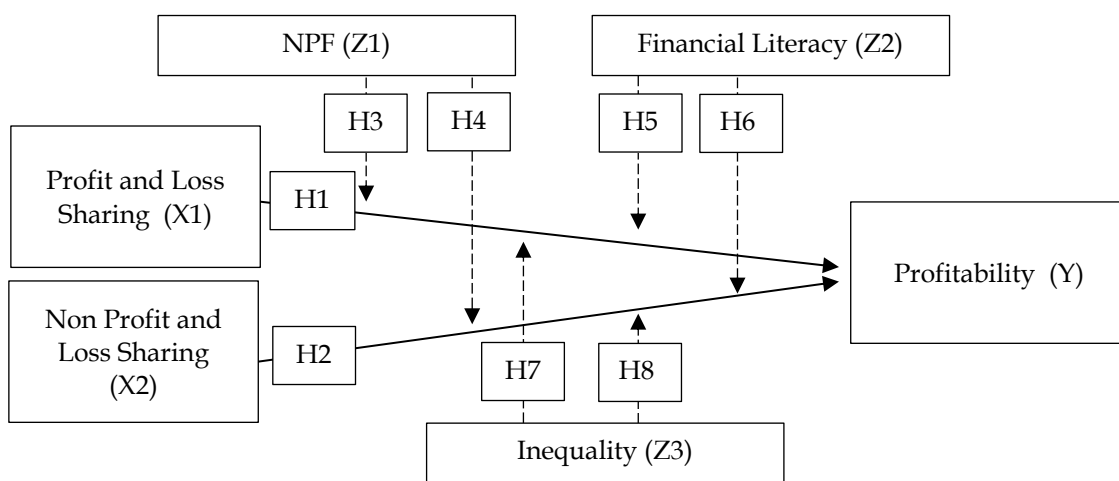 NPF (Z1)
Financial Literacy (Z2)
H3
H4
H5
H6
Profit and Loss
Sharing (X1)
H1
Profitability (Y)
Non Profit and
Loss Sharing
(X2)
H2
H7
H8
Inequality (Z3)